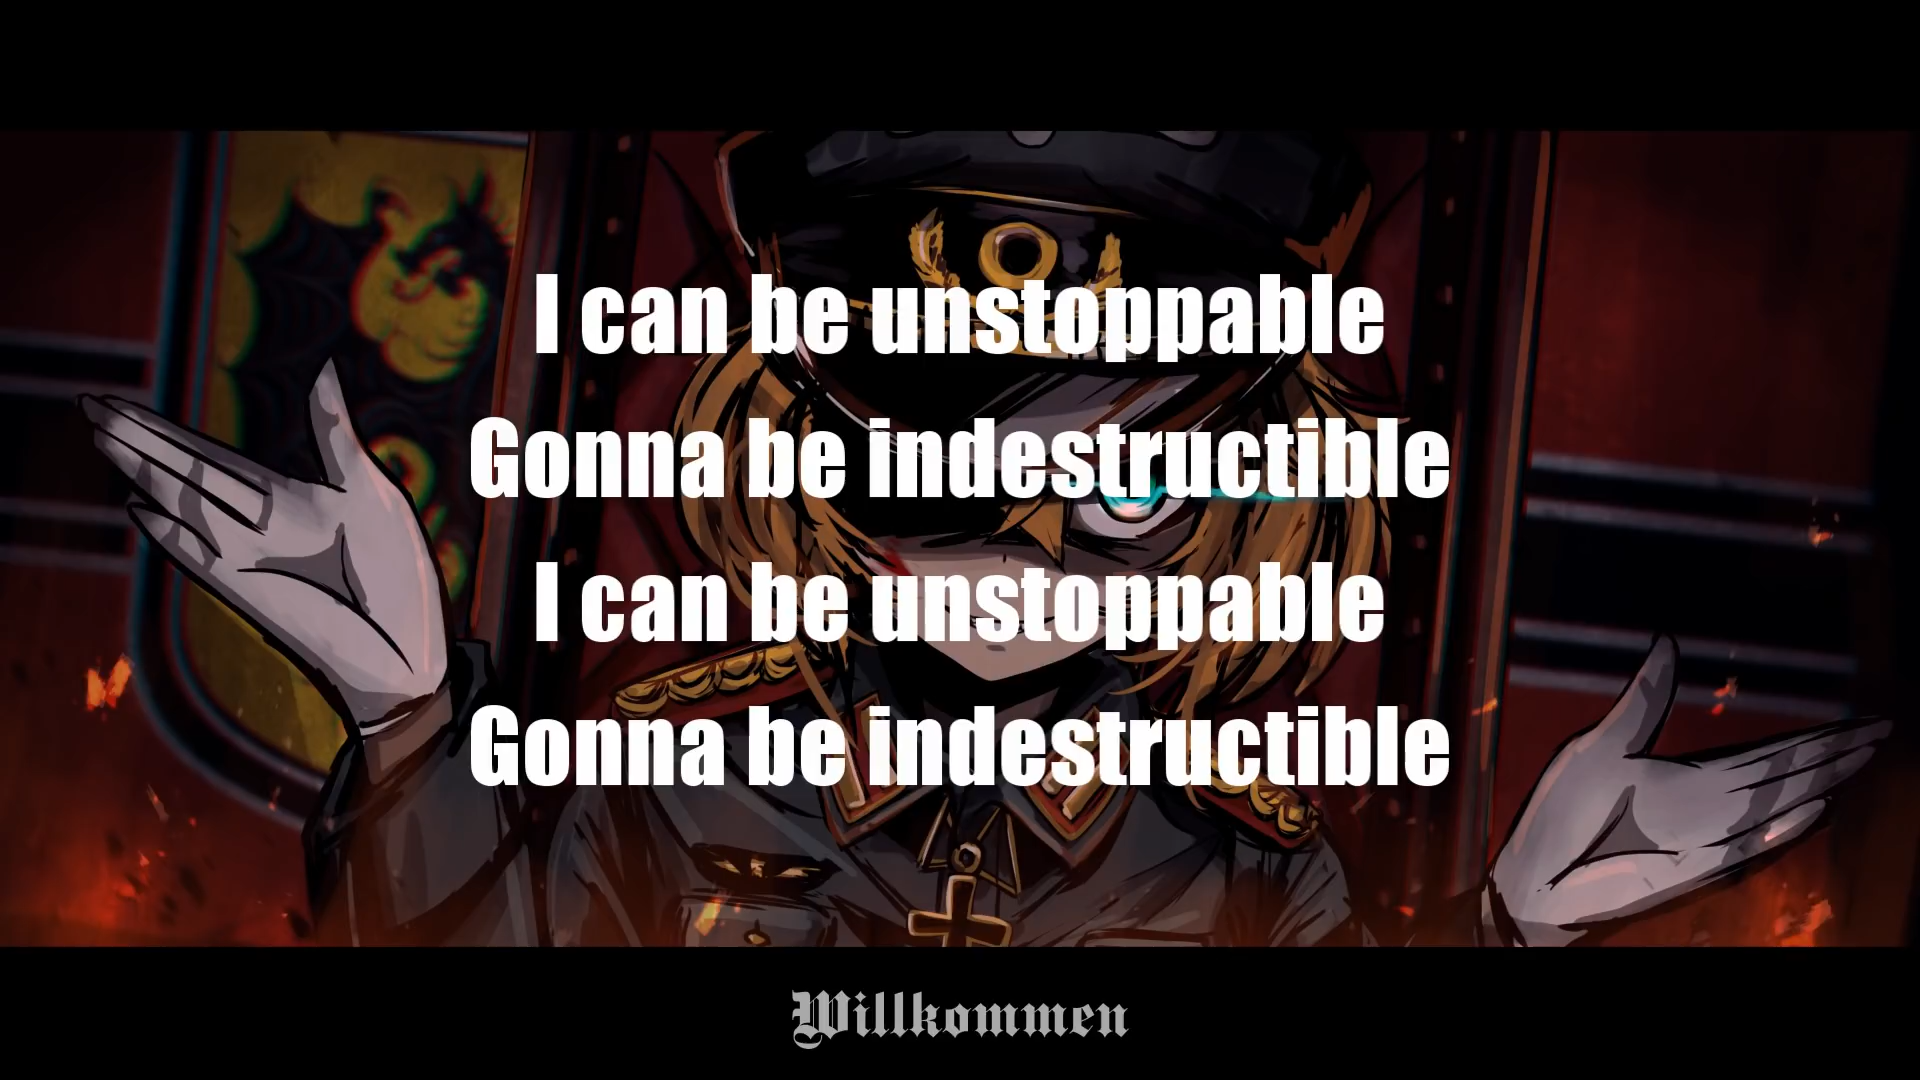 I can be unstoppable
Gonna be indestructible
I can be unstoppable
Gonna be indestructible
Willkommen